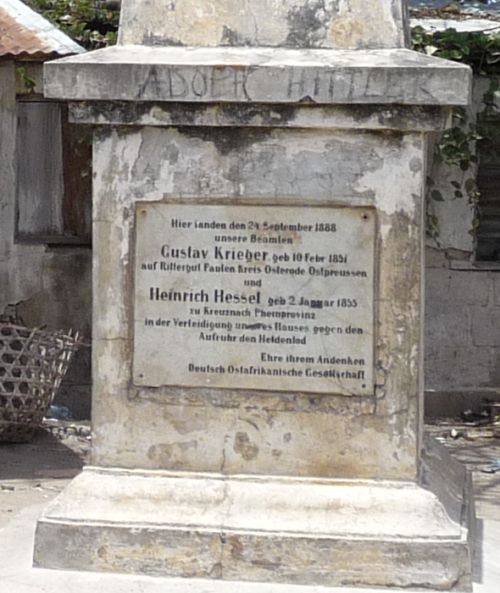 ADOLF HITTLER
Hier fanden den 24 September 1888
unsere Beamten
Gustav Krieger, geb 10 Febr 1851
auf Rittergut Faulen Kreis Osterode Ostpreussen
und
Heinrich Hessel geb 2 Januar 1855
zu Kreuznach Rheinprovinz
in der Verteidigung unseres Hauses gegen den
Aufruhr den Heldentod
Ehre ihrem Andenken
Deutsch Ostafrikanische Gesellschaft